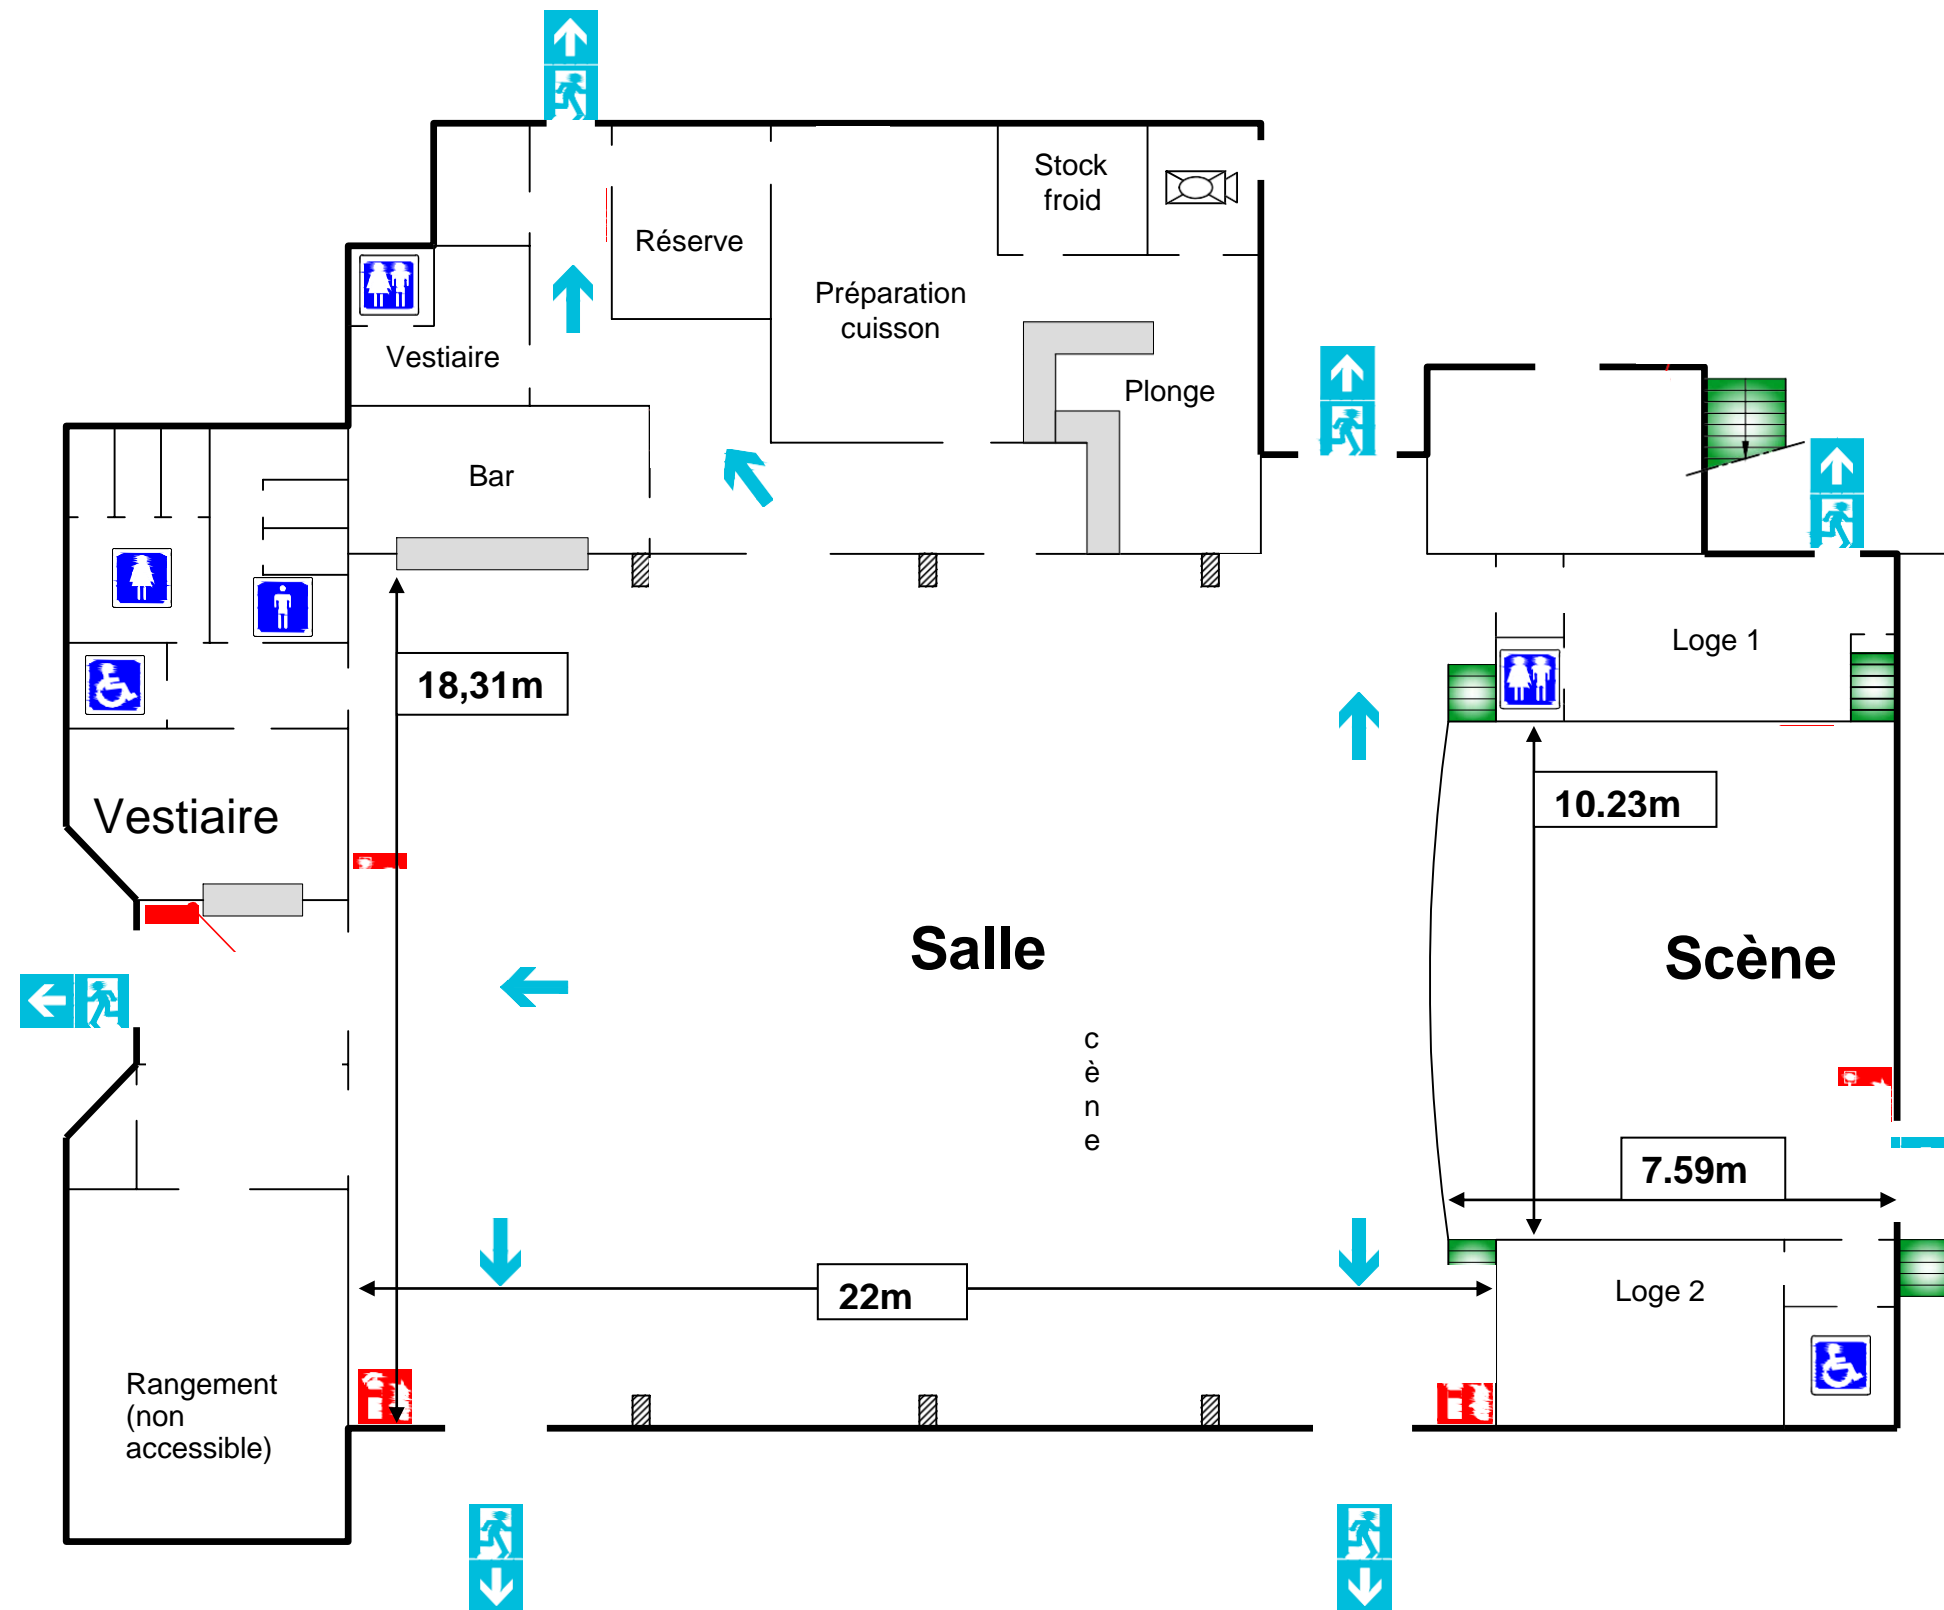 Stock
froid
Réserve
Préparation
cuisson
Vestiaire
Plonge
Bar
Loge 1
18,31m
10.23m
Vestiaire
Salle
Scène
c
è
n
e
7.59m
22m
Loge 2
Rangement
(non
accessible)